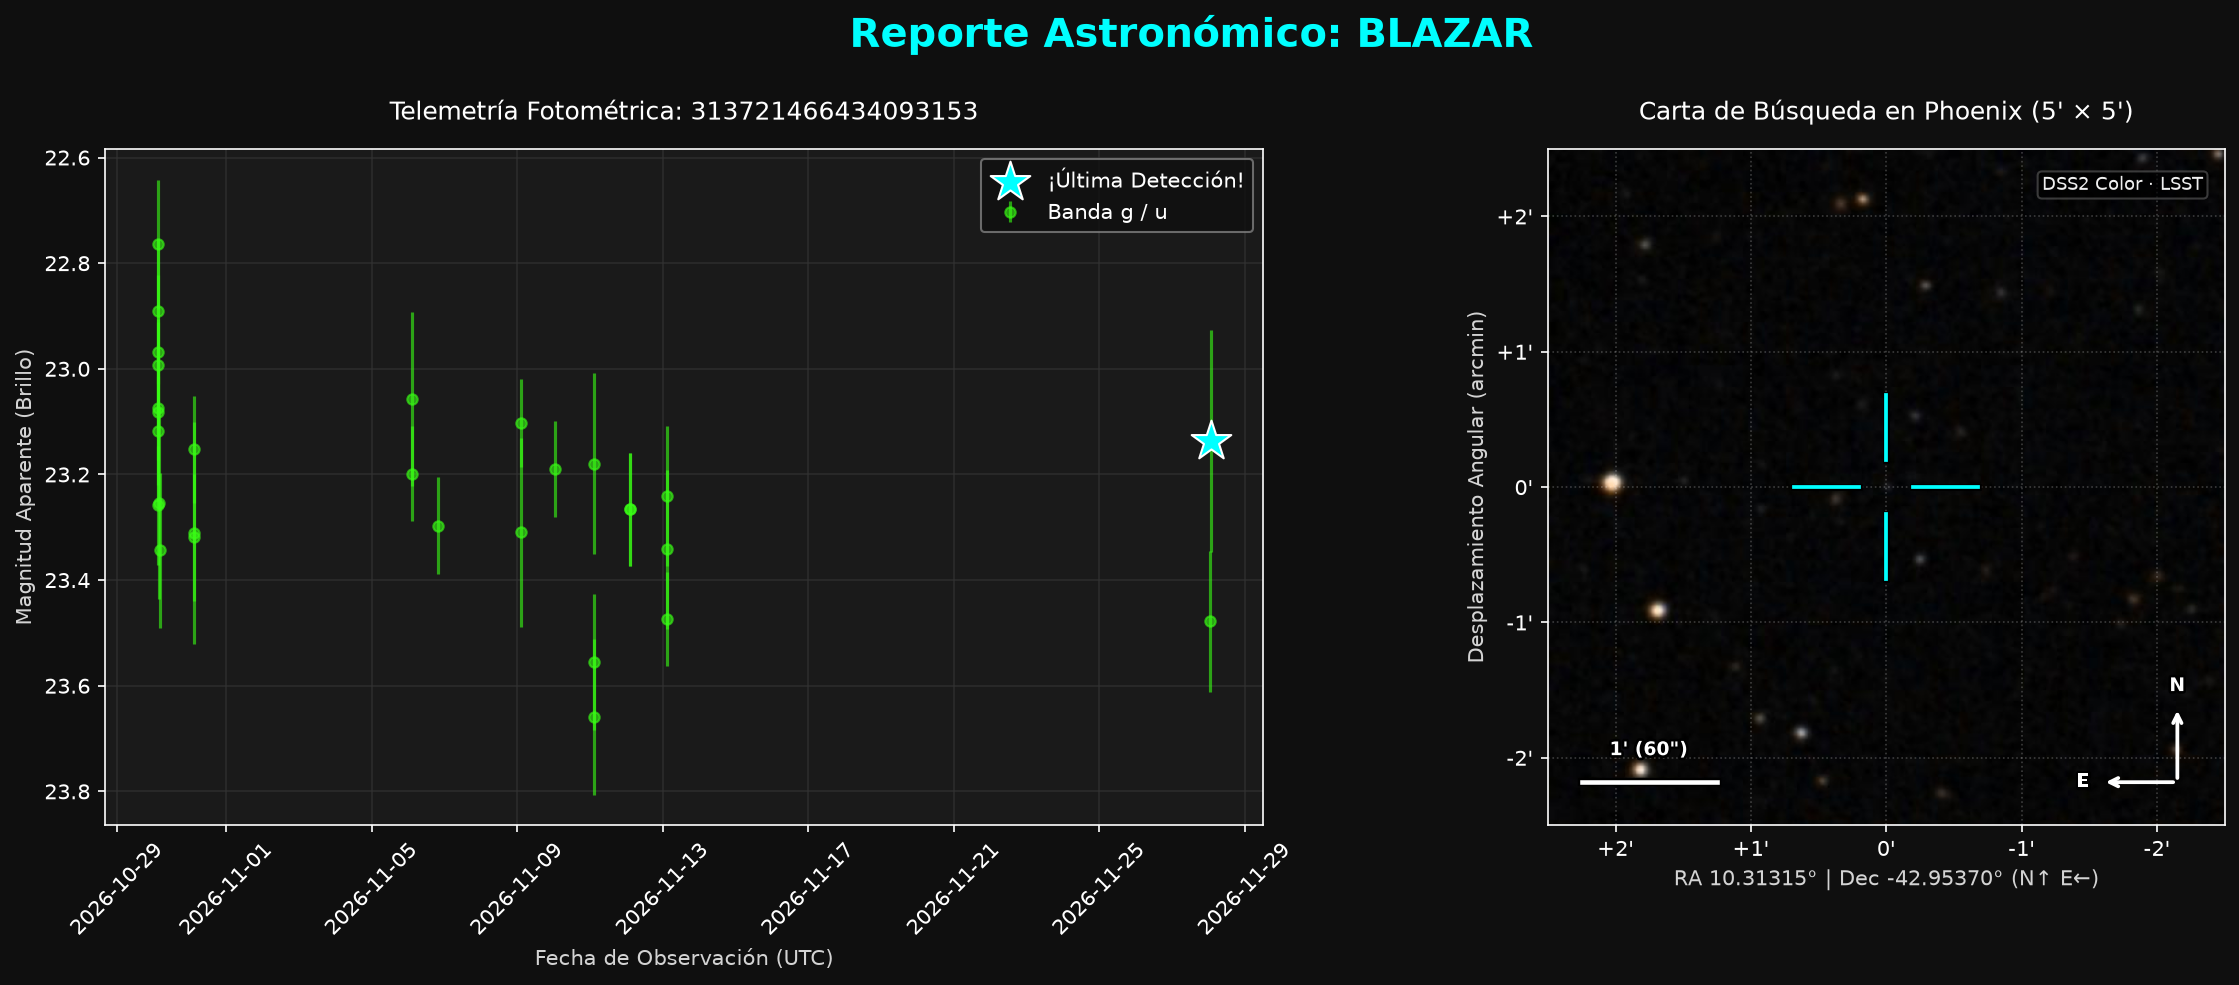 Reporte Astronómico: BLAZAR
Telemetría Fotométrica: 313721466434093153
Magnitud Aparente (Brillo)
22.6
22.8
23.0
23.2
23.4
23.6
23.8
¡Última Detección!
Banda g / u
2026-10-29
2026-11-01
2026-11-05
2026-11-09
2026-11-13
2026-11-17
2026-11-21
2026-11-25
2026-11-29
Fecha de Observación (UTC)
Carta de Búsqueda en Phoenix (5' × 5')
Desplazamiento Angular (arcmin)
+2'
+1'
0'
-1'
-2'
DSS2 Color · LSST
1' (60")
N
E
+2'
+1'
0'
-1'
-2'
RA 10.31315° | Dec -42.95370° (N↑ E←)